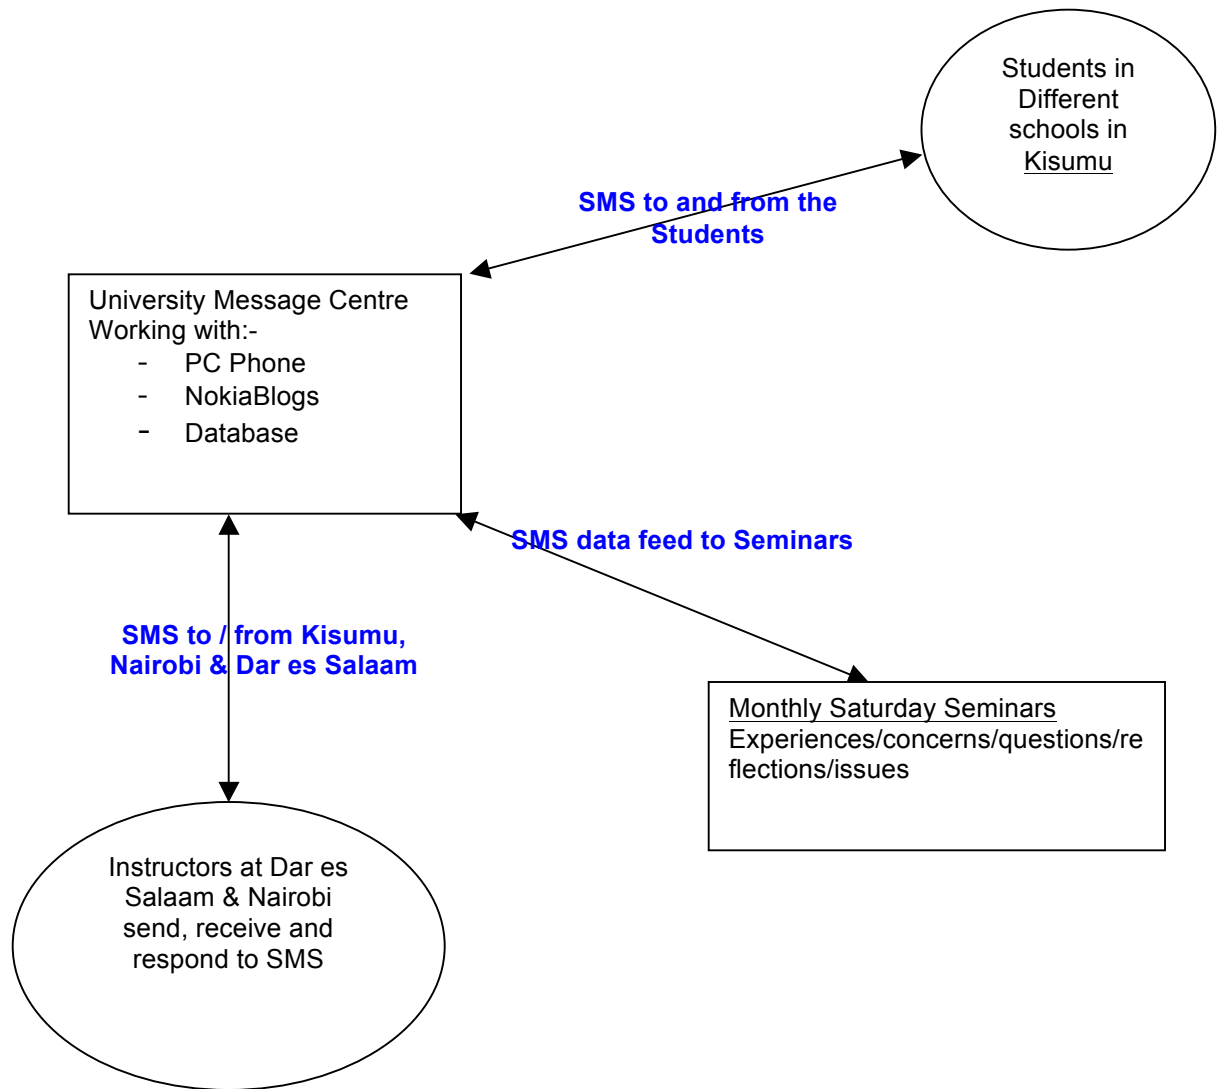 Students in
Different
schools in
Kisumu
SMS to and from the
Students
University Message Centre
Working with:-
- PC Phone
- NokiaBlogs
- Database
SMS data feed to Seminars
SMS to / from Kisumu,
Nairobi & Dar es Salaam
Monthly Saturday Seminars
Experiences/concerns/questions/re
flections/issues
Instructors at Dar es
Salaam & Nairobi
send, receive and
respond to SMS